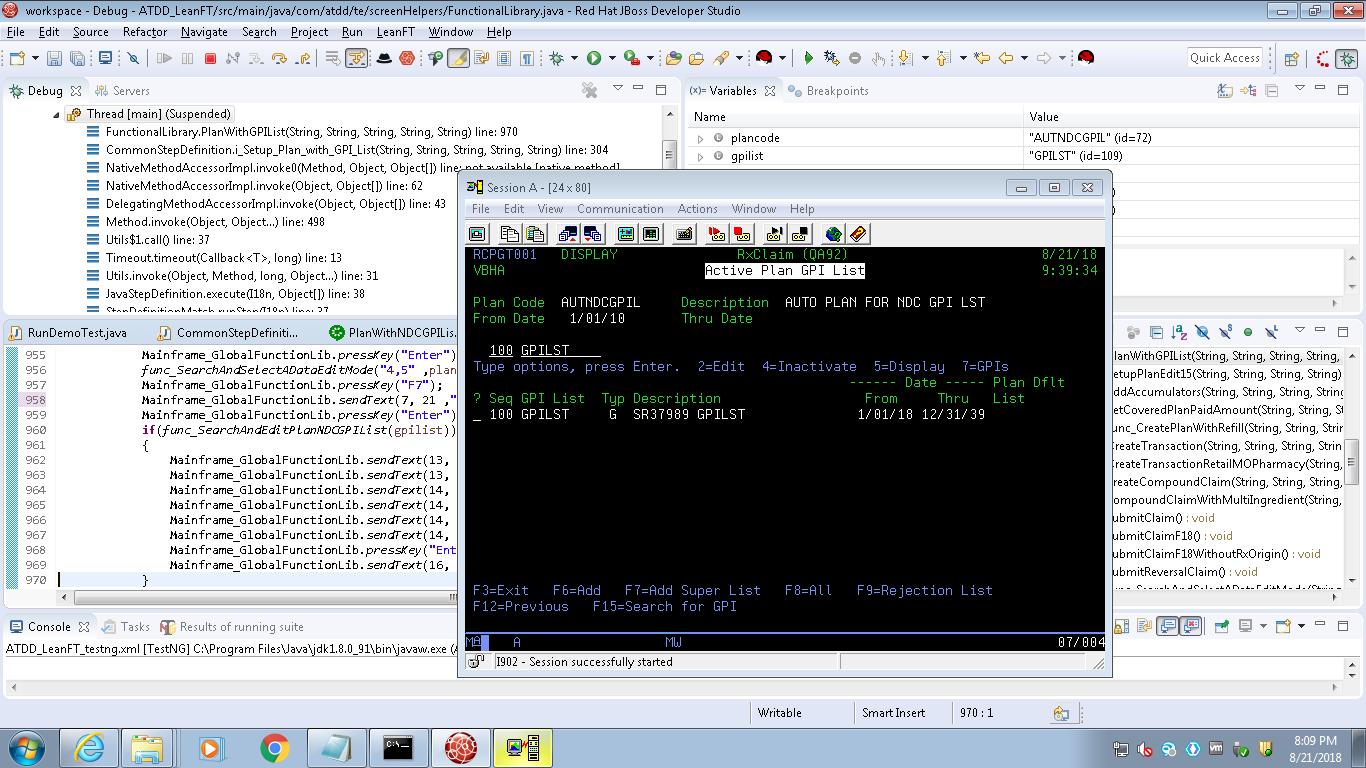 workspace - Debug - ATDD_LeanFT/src/main/java/com/atdd/te/screenHelpers/FunctionalLibrary.java - Red Hat JBoss Developer Studio
File Edit Source Refactor Navigate Search Project Run LeanFT Window Help
Quick Access
Debug Servers
Thread [main] (Suspended)
FunctionalLibrary.PlanWithGPIList(String, String, String, String, String) line: 970
CommonStepDefinition.i_Setup_Plan_with_GPI_List(String, String, String, String, String) line: 304
NativeMethodAccessorImpl.invoke0(Method, Object, Object[]) line: not available [native method]
NativeMethodAccessorImpl.invoke(Object, Object[]) line: 62
DelegatingMethodAccessorImpl.invoke(Object, Object[]) line: 43
Method.invoke(Object, Object...) line: 498
Utils$1.call() line: 37
Timeout.timeout(Callback<T>, long) line: 13
Utils.invoke(Object, Method, long, Object...) line: 31
JavaStepDefinition.execute(I18n, Object[]) line: 38
StepDefinitionMatch.runStep(I18n) line: 37
(x)= Variables Breakpoints
Name Value
plancode "AUTNDCGPIL" (id=72)
gpilist "GPILST" (id=109)
Session A - [24 x 80]
File Edit View Communication Actions Window Help
RCPGT001 DISPLAY RxClaim (QA92) 8/21/18
VBHA Active Plan GPI List 9:39:34
Plan Code AUTNDCGPIL Description AUTO PLAN FOR NDC GPI LST
From Date 1/01/10 Thru Date
100 GPILST
Type options, press Enter. 2=Edit 4=Inactivate 5=Display 7=GPIs
------ Date ----- Plan Dflt
? Seq GPI List Typ Description From Thru List
_ 100 GPILST G SR37989 GPILST 1/01/18 12/31/39
F3=Exit F6=Add F7=Add Super List F8=All F9=Rejection List
F12=Previous F15=Search for GPI
MA A MW 07/004
I902 - Session successfully started
RunDemoTest.java CommonStepDefiniti... PlanWithNDCGPILis.
955 Mainframe_GlobalFunctionLib.pressKey("Enter")
956 func_SearchAndSelectADataEditMode("4,5" ,plan
957 Mainframe_GlobalFunctionLib.pressKey("F7");
958 Mainframe_GlobalFunctionLib.sendText(7, 21 ,"
959 Mainframe_GlobalFunctionLib.pressKey("Enter")
960 if(func_SearchAndEditPlanNDCGPIList(gpilist))
961 {
962 Mainframe_GlobalFunctionLib.sendText(13,
963 Mainframe_GlobalFunctionLib.sendText(13,
964 Mainframe_GlobalFunctionLib.sendText(14,
965 Mainframe_GlobalFunctionLib.sendText(14,
966 Mainframe_GlobalFunctionLib.sendText(14,
967 Mainframe_GlobalFunctionLib.sendText(14,
968 Mainframe_GlobalFunctionLib.pressKey("Ent
969 Mainframe_GlobalFunctionLib.sendText(16,
970 }
PlanWithGPIList(String, String, String,
etupPlanEdit15(String, String, String,
etCoveredPlanPaidAmount(String, String,
unc_CreatePlanWithRefill(String, String,
reateTransaction(String, String, String,
reateTransactionRetailMOPharmacy(String,
reateCompoundClaim(String, String, String,
ompoundClaimWithMultiIngredient(String,
ubmitClaim() : void
ubmitClaimF18() : void
ubmitClaimF18WithoutRxOrigin() : void
ubmitReversalClaim() : void
Console Tasks Results of running suite
ATDD_LeanFT_testng.xml [TestNG] C:\Program Files\Java\jdk1.8.0_91\bin\javaw.exe (A
Writable Smart Insert 970 : 1
8:09 PM
8/21/2018